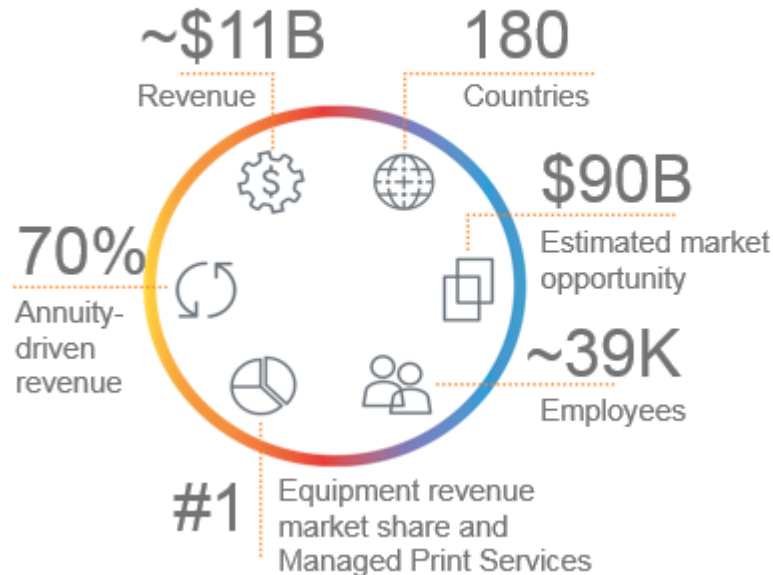 ~$11B
Revenue
180
Countries
$90B
Estimated market
opportunity
70%
Annuity-
driven
revenue
~39K
Employees
#1
Equipment revenue
market share and
Managed Print Services
$